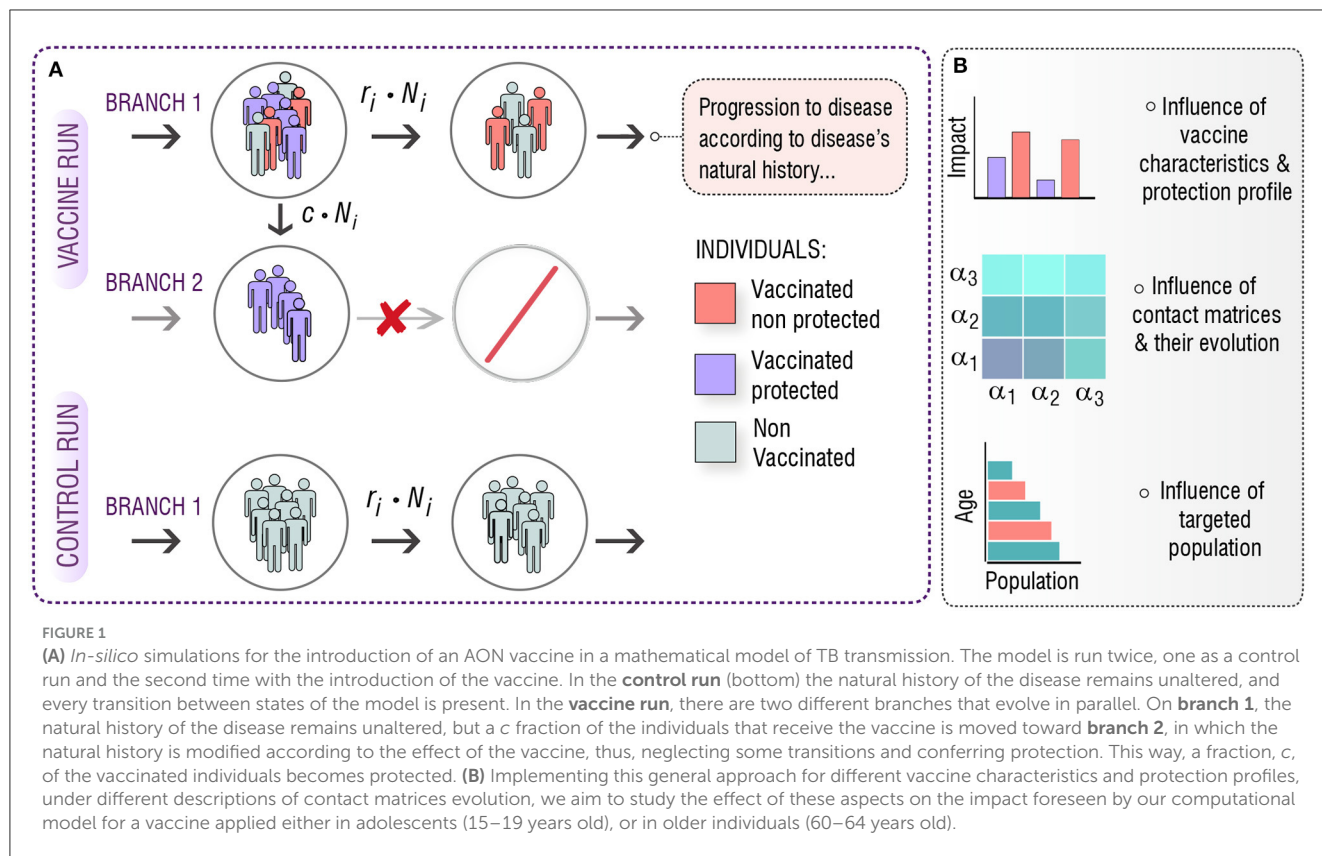 A
VACCINE RUN
BRANCH 1
r_i • N_i
Progression to disease
according to disease's
natural history...
c • N_i
BRANCH 2
INDIVIDUALS:
Vaccinated
non protected
Vaccinated
protected
Non
Vaccinated
CONTROL RUN
BRANCH 1
r_i • N_i
B
Impact
Influence of
vaccine
characteristics &
protection profile
α3
α2
α1
α1 α2 α3
Influence of
contact matrices
& their evolution
Age
Population
Influence of
targeted
population
FIGURE 1
(A) In-silico simulations for the introduction of an AON vaccine in a mathematical model of TB transmission. The model is run twice, one as a control
run and the second time with the introduction of the vaccine. In the control run (bottom) the natural history of the disease remains unaltered, and
every transition between states of the model is present. In the vaccine run, there are two different branches that evolve in parallel. On branch 1, the
natural history of the disease remains unaltered, but a c fraction of the individuals that receive the vaccine is moved toward branch 2, in which the
natural history is modified according to the effect of the vaccine, thus, neglecting some transitions and conferring protection. This way, a fraction, c,
of the vaccinated individuals becomes protected. (B) Implementing this general approach for different vaccine characteristics and protection profiles,
under different descriptions of contact matrices evolution, we aim to study the effect of these aspects on the impact foreseen by our computational
model for a vaccine applied either in adolescents (15–19 years old), or in older individuals (60–64 years old).